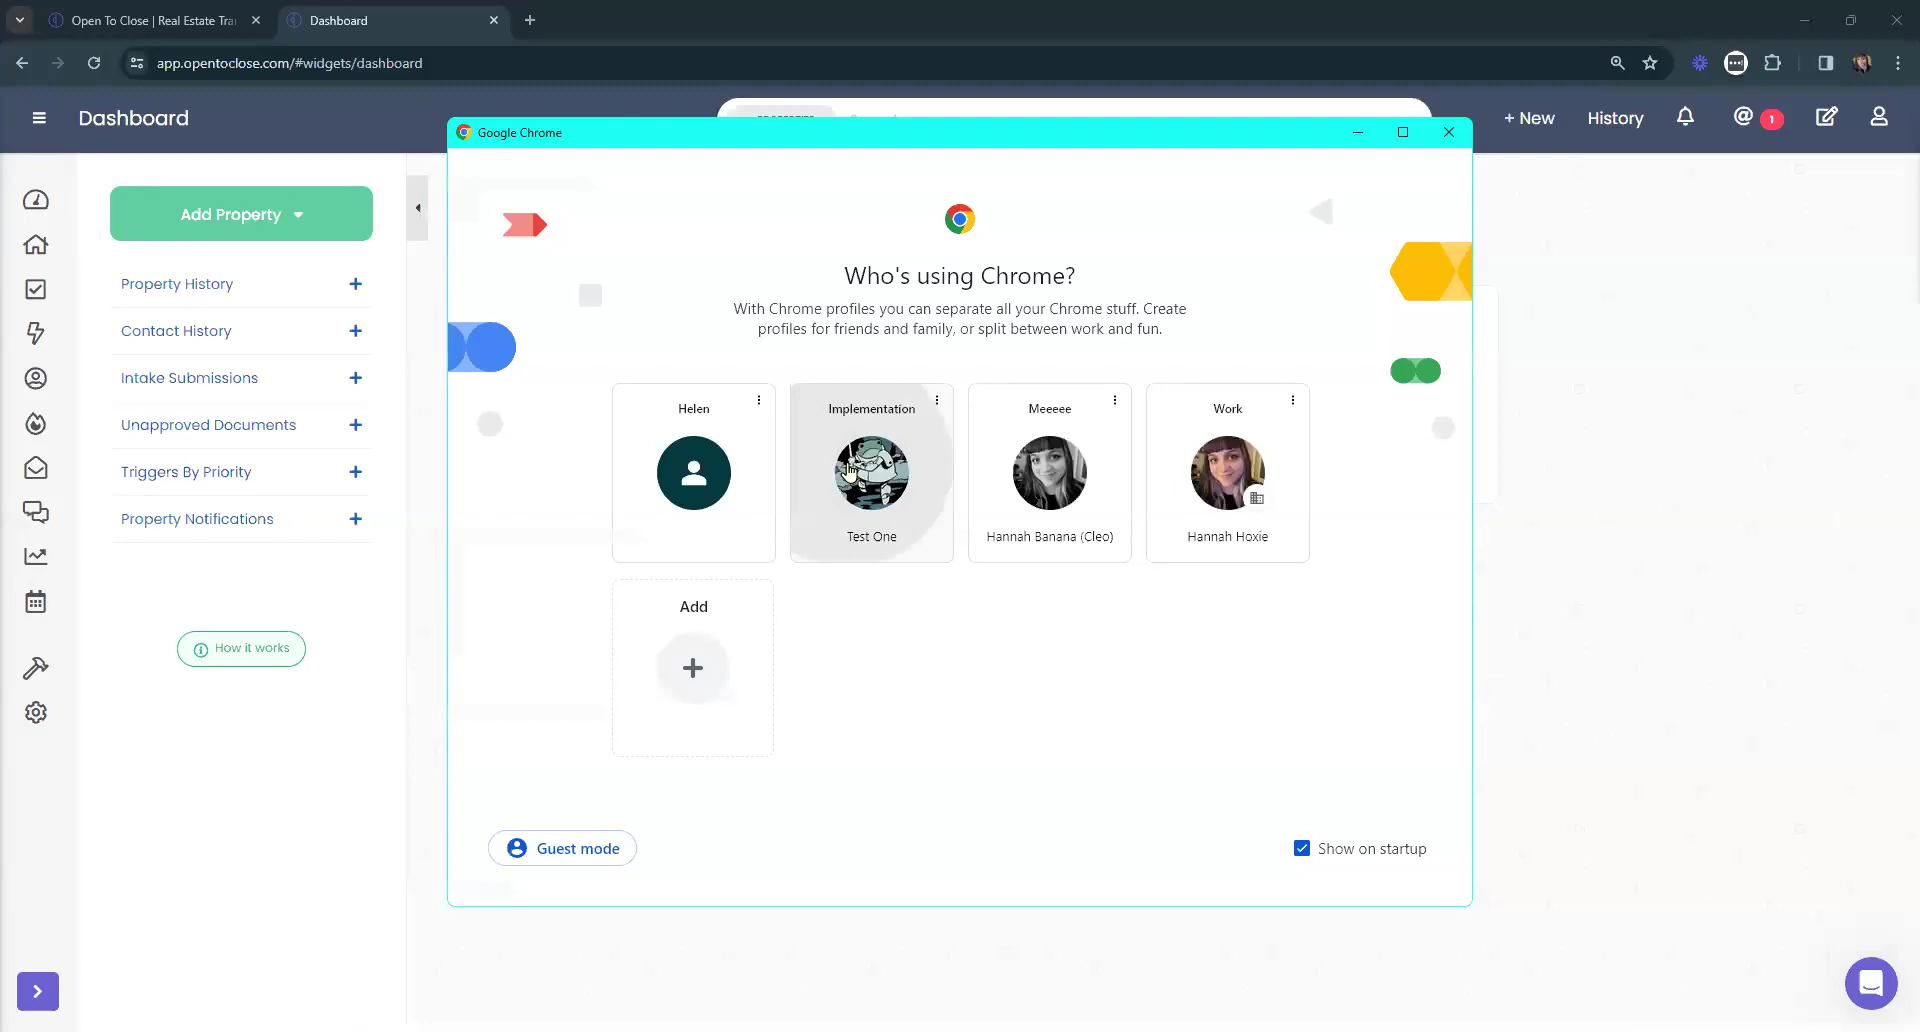 Open To Close | Real Estate Tra
Dashboard
app.opentoclose.com/#widgets/dashboard
Dashboard
+ New
History
@ 1
Google Chrome
Add Property
Property History
Contact History
Intake Submissions
Unapproved Documents
Triggers By Priority
Property Notifications
How it works
Who's using Chrome?
With Chrome profiles you can separate all your Chrome stuff. Create
profiles for friends and family, or split between work and fun.
Helen
Implementation
Test One
Meeeee
Hannah Banana (Cleo)
Work
Hannah Hoxie
Add
Guest mode
Show on startup